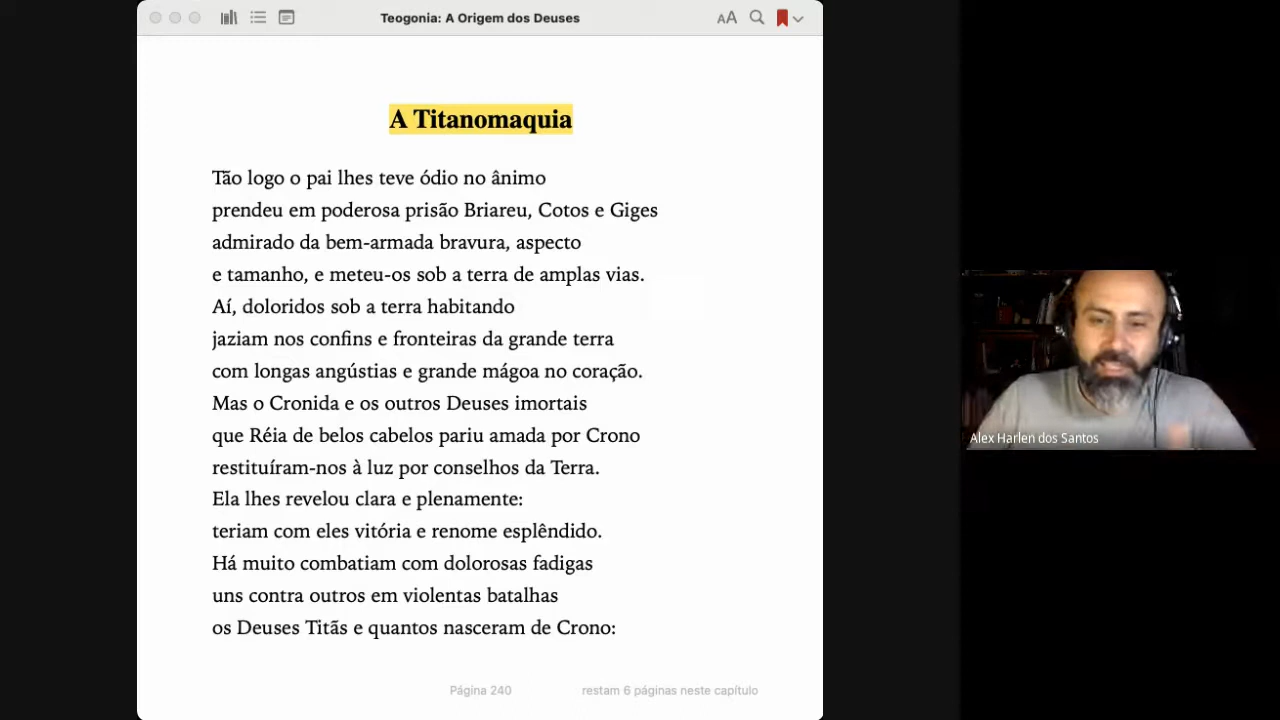 Teogonia: A Origem dos Deuses
AA
A Titanomaquia
Tão logo o pai lhes teve ódio no ânimo
prendeu em poderosa prisão Briareu, Cotos e Giges
admirado da bem-armada bravura, aspecto
e tamanho, e meteu-os sob a terra de amplas vias.
Aí, doloridos sob a terra habitando
jaziam nos confins e fronteiras da grande terra
com longas angústias e grande mágoa no coração.
Mas o Cronida e os outros Deuses imortais
que Réia de belos cabelos pariu amada por Crono
restituíram-nos à luz por conselhos da Terra.
Ela lhes revelou clara e plenamente:
teriam com eles vitória e renome esplêndido.
Há muito combatiam com dolorosas fadigas
uns contra outros em violentas batalhas
os Deuses Titãs e quantos nasceram de Crono:
Página 240
restam 6 páginas neste capítulo
Alex Harlen dos Santos